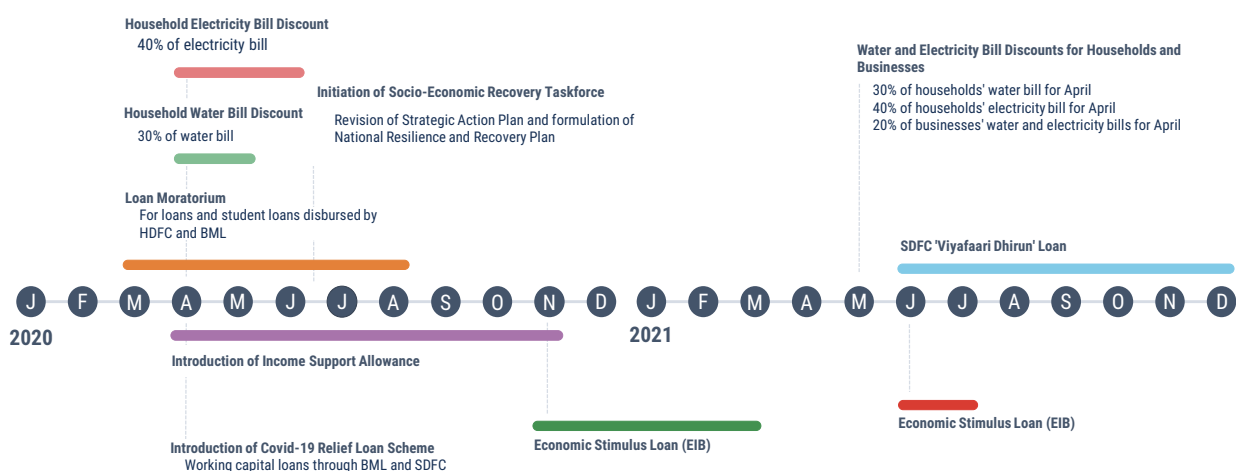 Household Electricity Bill Discount
40% of electricity bill
Water and Electricity Bill Discounts for Households and
Businesses
30% of households' water bill for April
40% of households' electricity bill for April
20% of businesses' water and electricity bills for April
Initiation of Socio-Economic Recovery Taskforce
Revision of Strategic Action Plan and formulation of
National Resilience and Recovery Plan
Household Water Bill Discount
30% of water bill
Loan Moratorium
For loans and student loans disbursed by
HDFC and BML
SDFC 'Viyafaari Dhirun' Loan
J F M A M J J A S O N D J F M A M J J A S O N D
2020
2021
Introduction of Income Support Allowance
Economic Stimulus Loan (EIB)
Economic Stimulus Loan (EIB)
Introduction of Covid-19 Relief Loan Scheme
Working capital loans through BML and SDFC